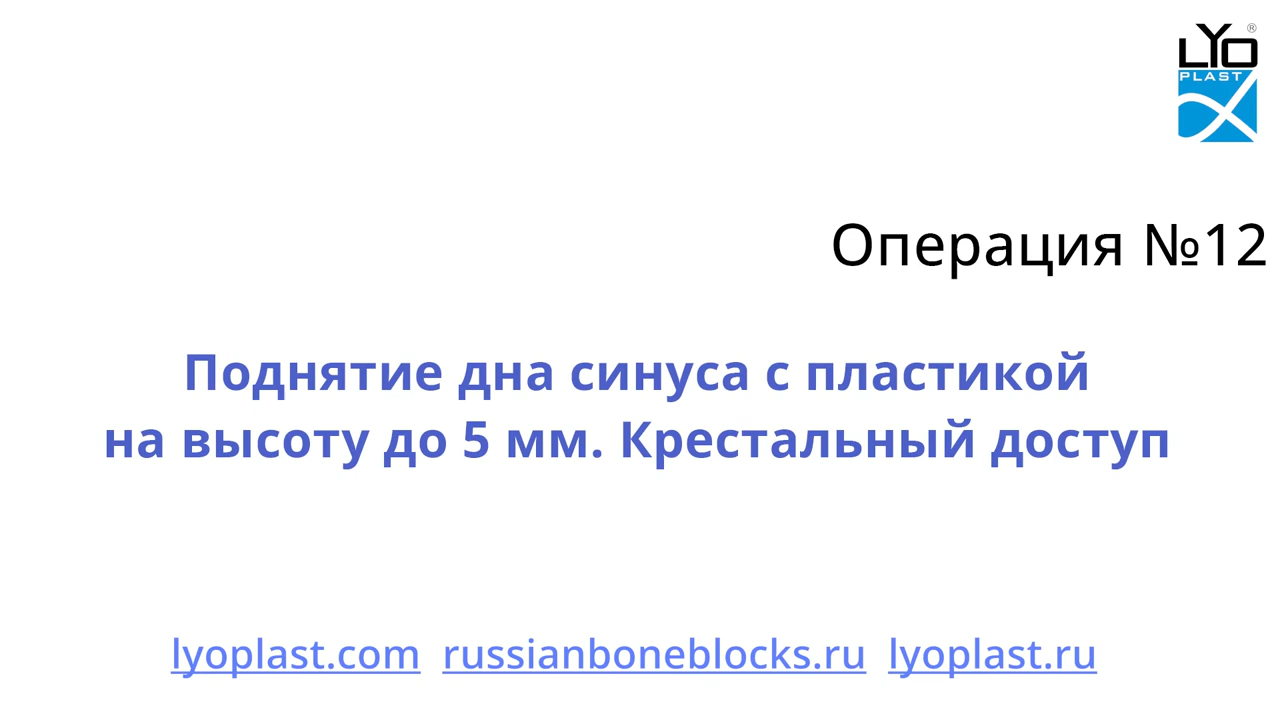 LYO ®
PLAST
Операция №12
Поднятие дна синуса с пластикой
на высоту до 5 мм. Крестальный доступ
lyoplast.com russianboneblocks.ru lyoplast.ru